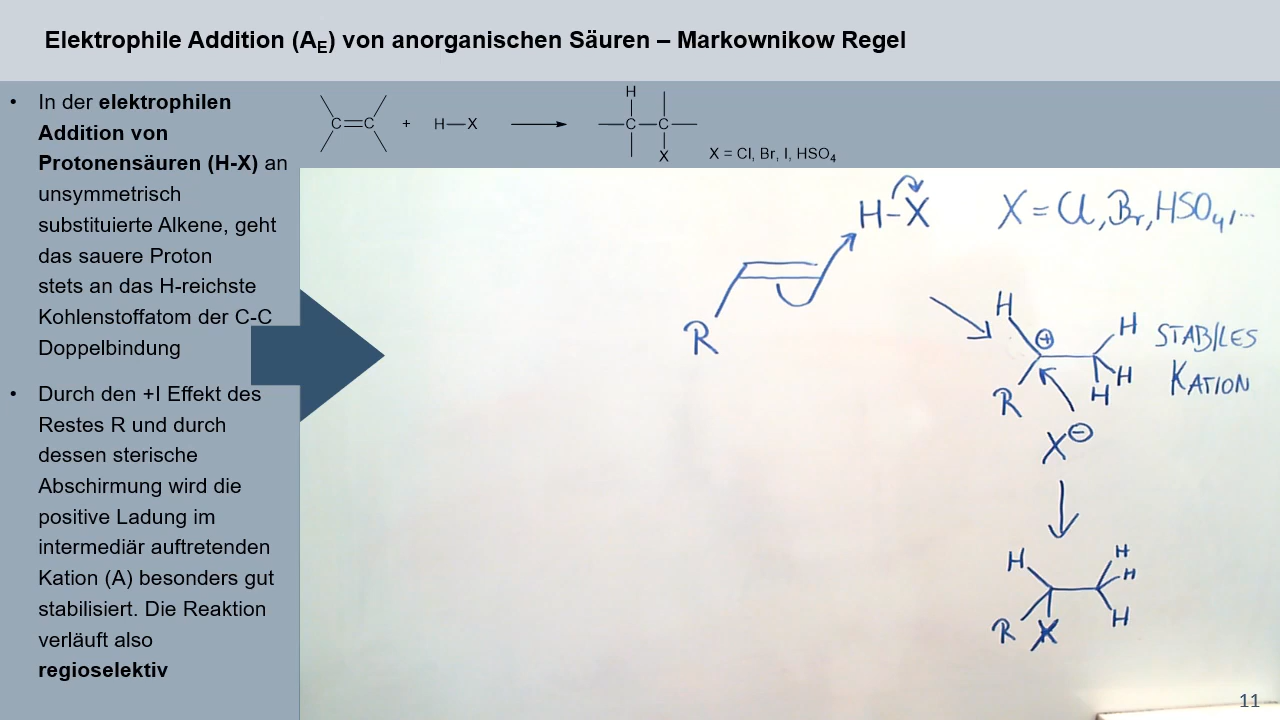 Elektrophile Addition (AE) von anorganischen Säuren – Markownikow Regel
• In der elektrophilen
Addition von
Protonensäuren (H-X) an
unsymmetrisch
substituierte Alkene, geht
das sauere Proton
stets an das H-reichste
Kohlenstoffatom der C-C
Doppelbindung
• Durch den +I Effekt des
Restes R und durch
dessen sterische
Abschirmung wird die
positive Ladung im
intermediär auftretenden
Kation (A) besonders gut
stabilisiert. Die Reaktion
verläuft also
regioselektiv
H
C=C + H—X C—C
X X = Cl, Br, I, HSO4
H-X X = Cl, Br, HSO4, ...
R
H
⊕ H STABILES
H KATION
R H
X⊖
H H
H
R X H
11